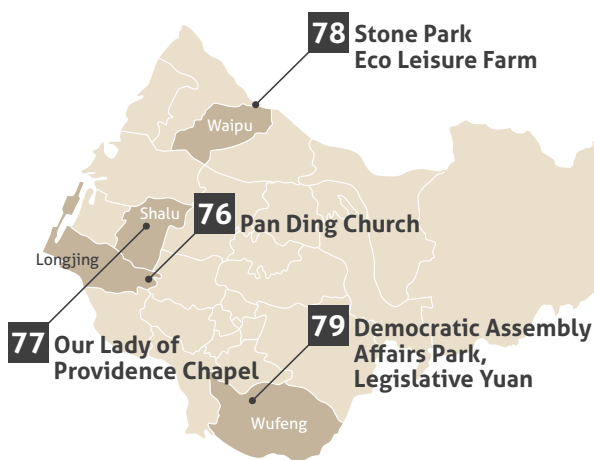 78 Stone Park
Eco Leisure Farm
Waipu
Shalu
76 Pan Ding Church
Longjing
79 Democratic Assembly
Affairs Park,
Legislative Yuan
77 Our Lady of
Providence Chapel
Wufeng